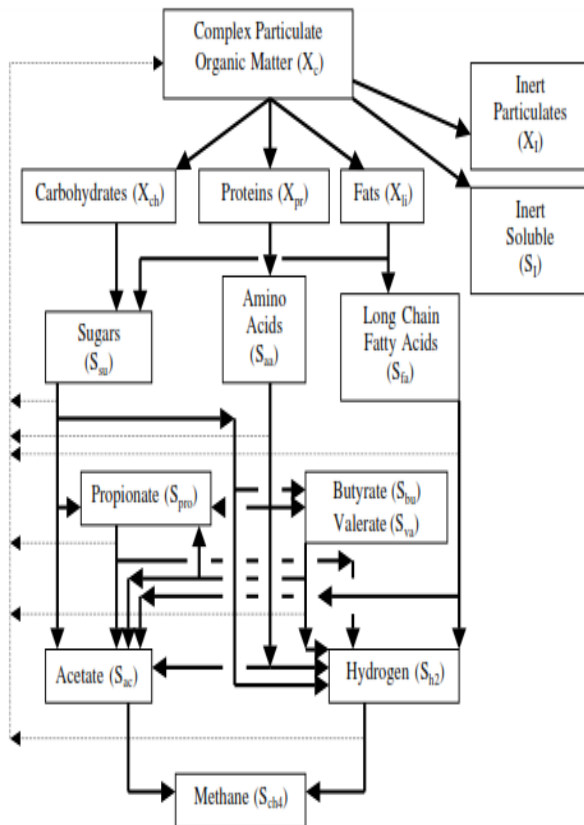 Complex Particulate
Organic Matter (Xc)
Inert
Particulates
(XI)
Carbohydrates (Xch)
Proteins (Xpr)
Fats (Xli)
Inert
Soluble
(SI)
Amino
Acids
(Saa)
Long Chain
Fatty Acids
(Sfa)
Sugars
(Ssu)
Propionate (Spro)
Butyrate (Sbu)
Valerate (Sva)
Acetate (Sac)
Hydrogen (Sh2)
Methane (Sch4)